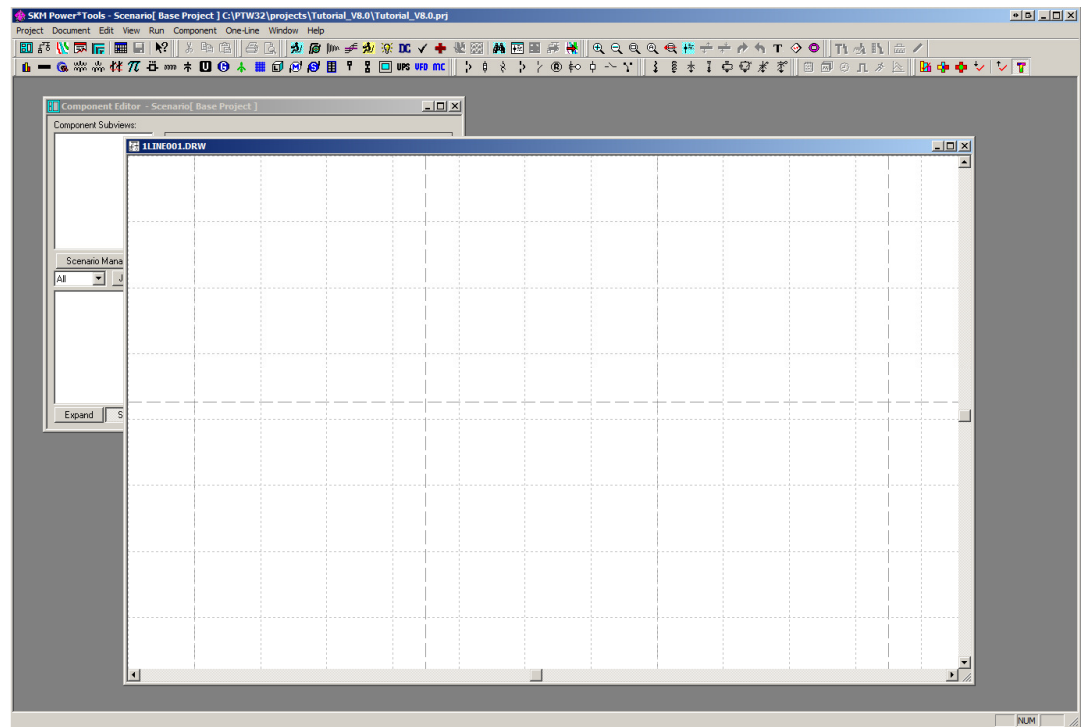 SKM Power*Tools - Scenario[ Base Project ] C:\PTW32\projects\Tutorial_V8.0\Tutorial_V8.0.prj
Project Document Edit View Run Component One-Line Window Help
DC T
U G M S UPS VFD MC R
Component Editor - Scenario[ Base Project ]
Component Subviews:
1LINE001.DRW
Scenario Mana
All J
Expand S
NUM